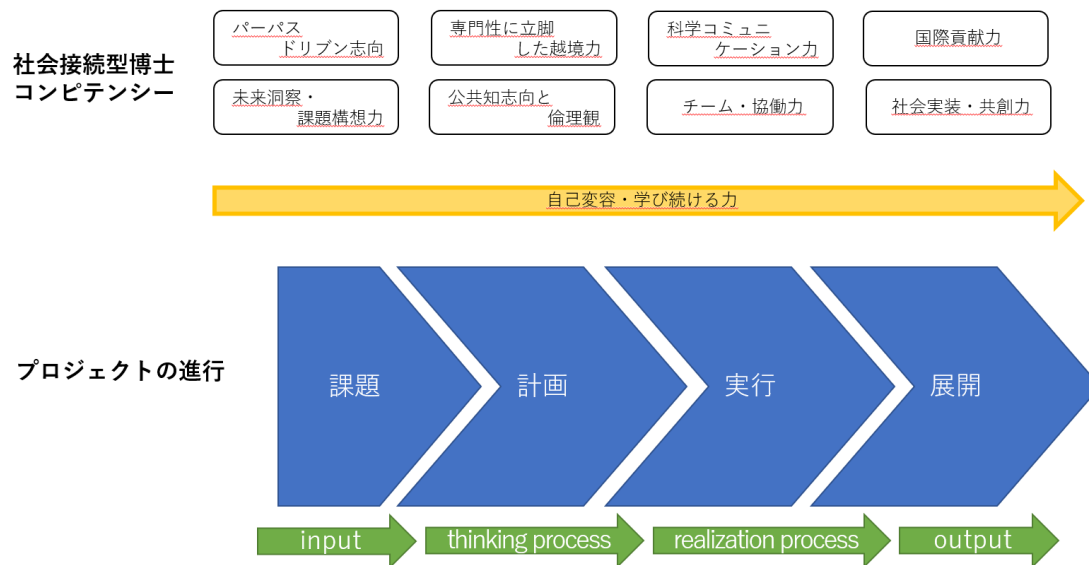 社会接続型博士
コンピテンシー
パーパス
ドリブン志向
専門性に立脚
した越境力
科学コミュニ
ケーション力
国際貢献力
未来洞察・
課題構想力
公共知志向と
倫理観
チーム・協働力
社会実装・共創力
自己変容・学び続ける力
プロジェクトの進行
課題
計画
実行
展開
input
thinking process
realization process
output